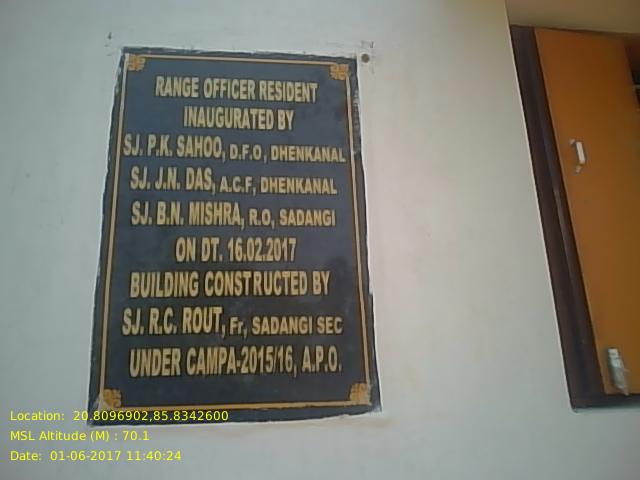 RANGE OFFICER RESIDENT
INAUGURATED BY
SJ. P.K. SAHOO, D.F.O, DHENKANAL
SJ. J.N. DAS, A.C.F, DHENKANAL
SJ. B.N. MISHRA, R.O, SADANGI
ON DT. 16.02.2017
BUILDING CONSTRUCTED BY
SJ. R.C. ROUT, Fr, SADANGI SEC
UNDER CAMPA-2015/16, A.P.O.
Location: 20.8096902,85.8342600
MSL Altitude (M) : 70.1
Date: 01-06-2017 11:40:24